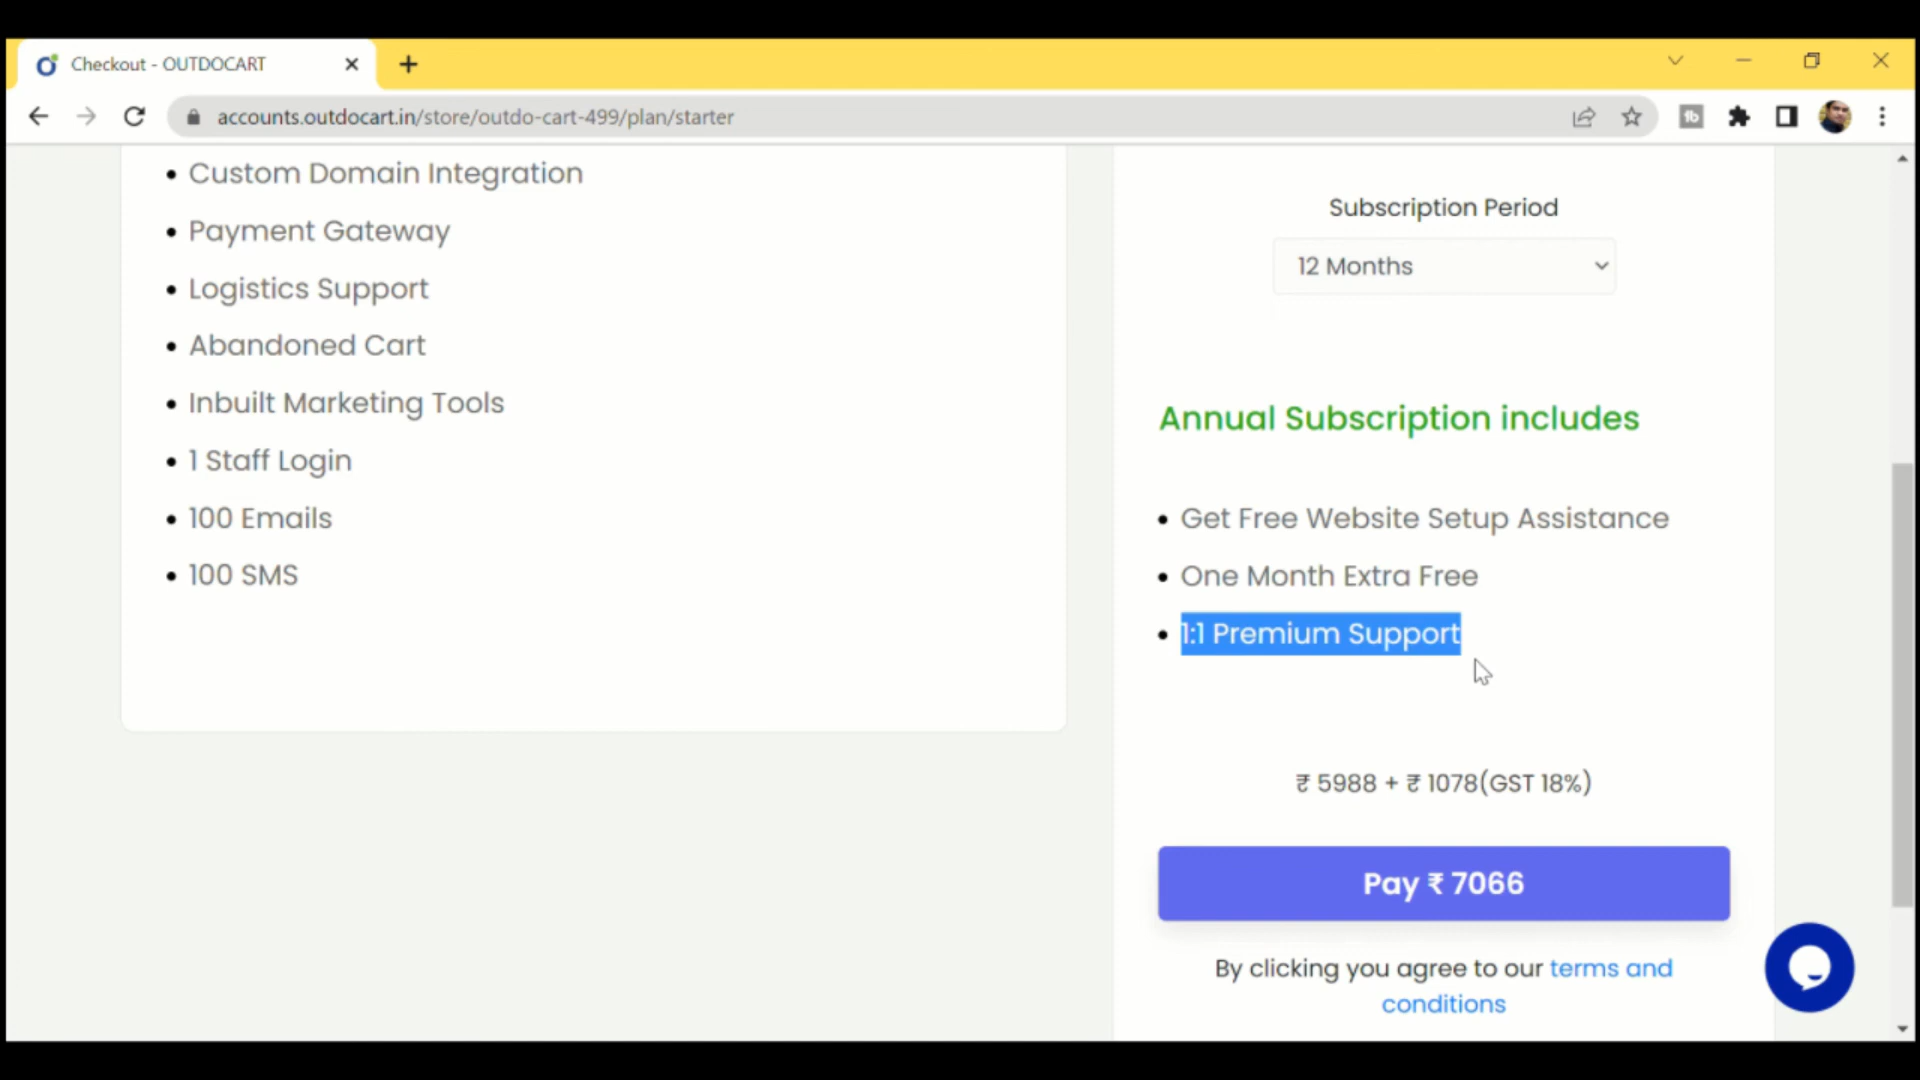 Checkout - OUTDOCART
accounts.outdocart.in/store/outdo-cart-499/plan/starter
Custom Domain Integration
Payment Gateway
Logistics Support
Abandoned Cart
Inbuilt Marketing Tools
1 Staff Login
100 Emails
100 SMS
Subscription Period
12 Months
Annual Subscription includes
Get Free Website Setup Assistance
One Month Extra Free
1:1 Premium Support
₹ 5988 + ₹ 1078(GST 18%)
Pay ₹ 7066
By clicking you agree to our terms and
conditions